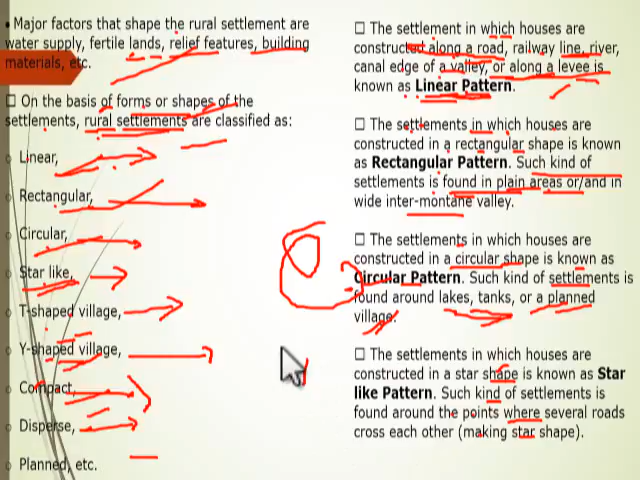 • Major factors that shape the rural settlement are
water supply, fertile lands, relief features, building
materials, etc.
☐ On the basis of forms or shapes of the
settlements, rural settlements are classified as:
○ Linear,
○ Rectangular,
○ Circular,
○ Star like,
○ T-shaped village,
○ Y-shaped village,
○ Compact,
○ Disperse,
○ Planned, etc.
☐ The settlement in which houses are
constructed along a road, railway line, river,
canal edge of a valley, or along a levee is
known as Linear Pattern.
☐ The settlements in which houses are
constructed in a rectangular shape is known
as Rectangular Pattern. Such kind of
settlements is found in plain areas or/and in
wide inter-montane valley.
☐ The settlements in which houses are
constructed in a circular shape is known as
Circular Pattern. Such kind of settlements is
found around lakes, tanks, or a planned
village.
☐ The settlements in which houses are
constructed in a star shape is known as Star
like Pattern. Such kind of settlements is
found around the points where several roads
cross each other (making star shape).